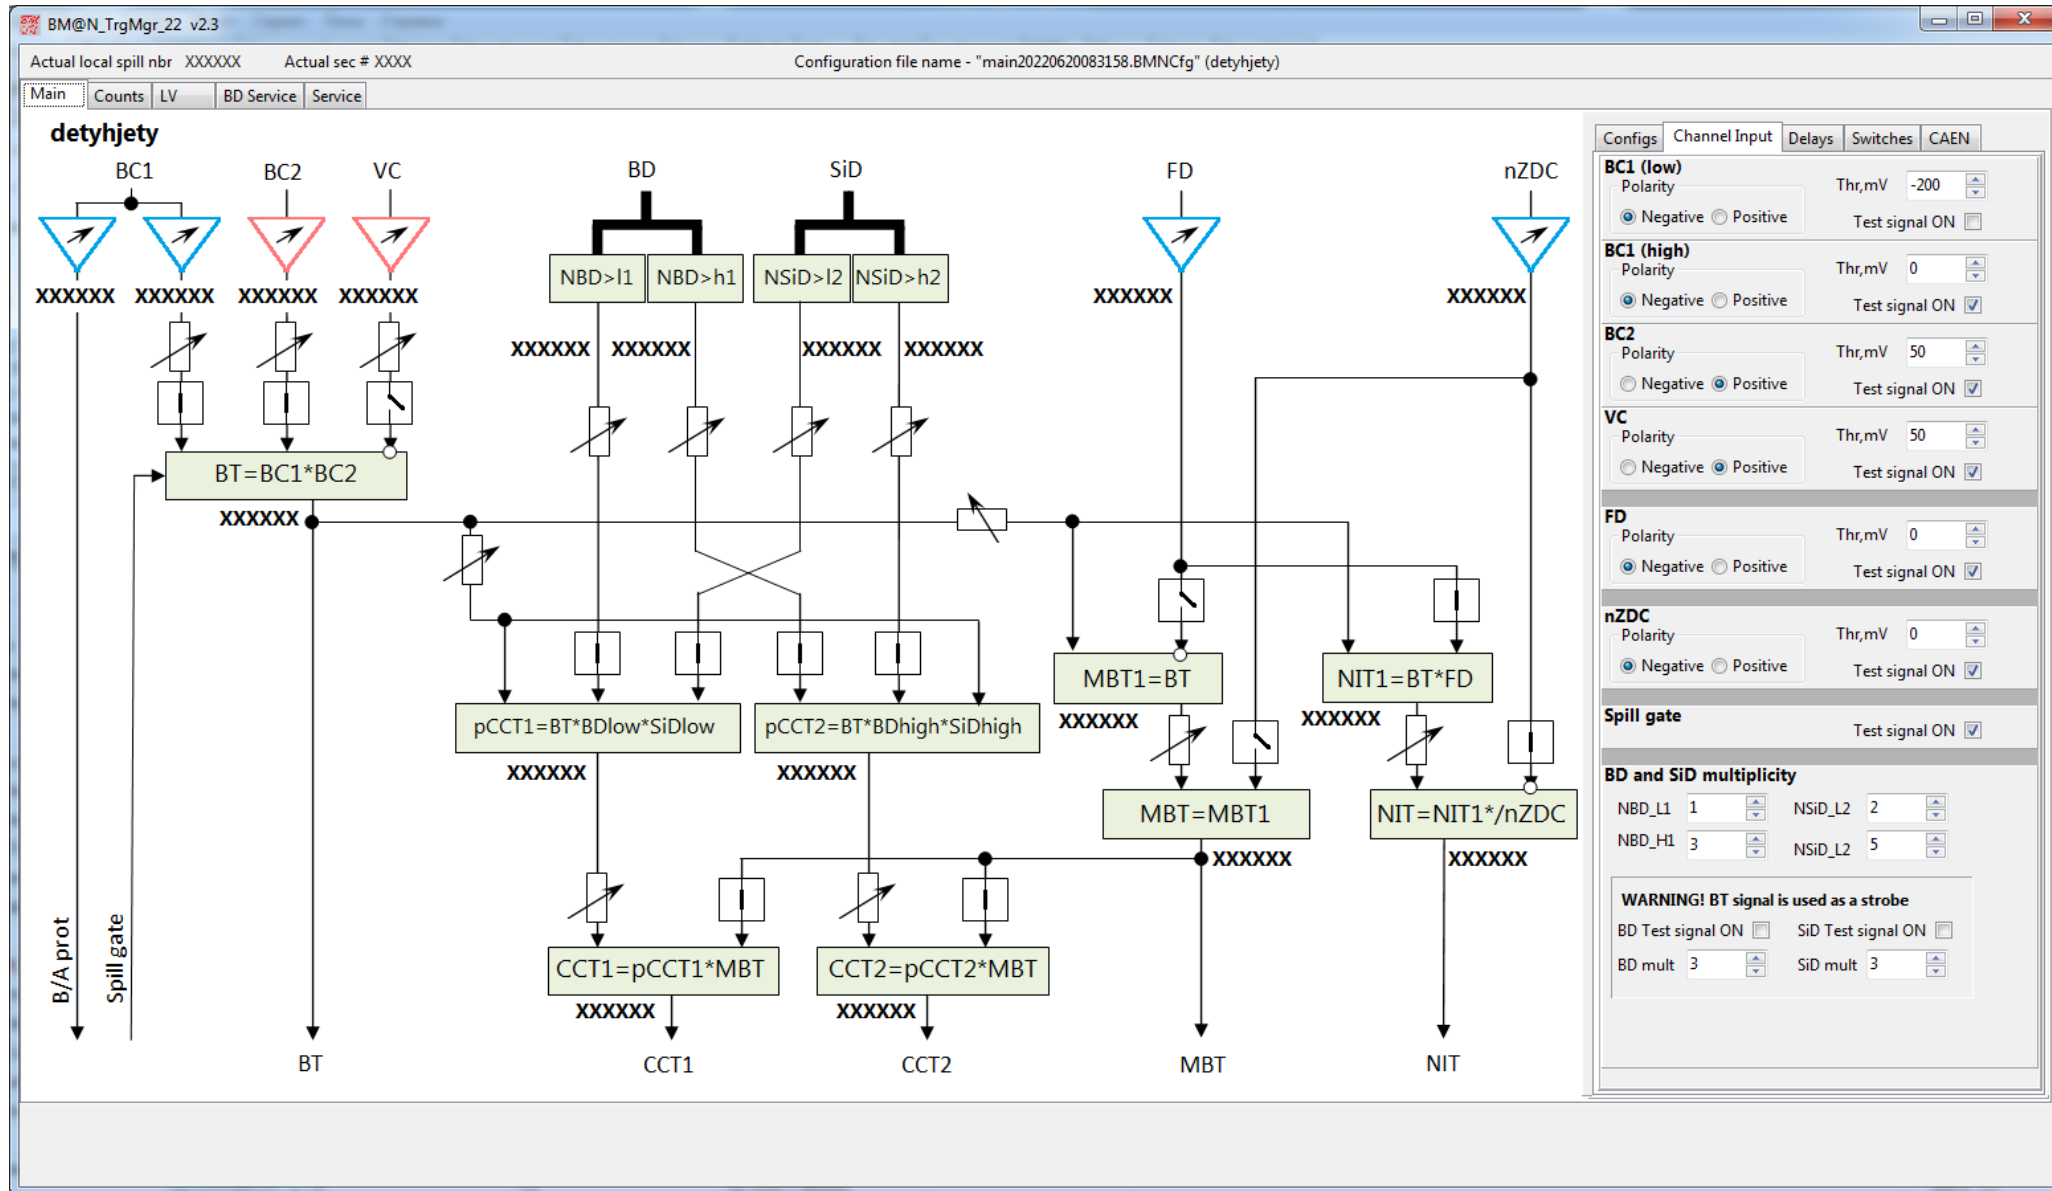 BM@N_TrgMgr_22 v2.3
Actual local spill nbr XXXXXX Actual sec # XXXX Configuration file name - "main20220620083158.BMNCfg" (detyhjety)
Main Counts LV BD Service Service
detyhjety
BC1 BC2 VC BD SiD FD nZDC
NBD>l1 NBD>h1 NSiD>l2 NSiD>h2
XXXXXX XXXXXX XXXXXX XXXXXX XXXXXX XXXXXX
XXXXXX XXXXXX XXXXXX XXXXXX
BT=BC1*BC2
XXXXXX
MBT1=BT NIT1=BT*FD
XXXXXX XXXXXX
pCCT1=BT*BDlow*SiDlow pCCT2=BT*BDhigh*SiDhigh
XXXXXX XXXXXX
MBT=MBT1 NIT=NIT1*/nZDC
XXXXXX XXXXXX
B/A prot
Spill gate
CCT1=pCCT1*MBT CCT2=pCCT2*MBT
XXXXXX XXXXXX
BT CCT1 CCT2 MBT NIT
Configs Channel Input Delays Switches CAEN
BC1 (low)
Polarity Thr,mV -200
Negative Positive
Test signal ON
BC1 (high)
Polarity Thr,mV 0
Negative Positive
Test signal ON
BC2
Polarity Thr,mV 50
Negative Positive
Test signal ON
VC
Polarity Thr,mV 50
Negative Positive
Test signal ON
FD
Polarity Thr,mV 0
Negative Positive
Test signal ON
nZDC
Polarity Thr,mV 0
Negative Positive
Test signal ON
Spill gate
Test signal ON
BD and SiD multiplicity
NBD_L1 1 NSiD_L2 2
NBD_H1 3 NSiD_L2 5
WARNING! BT signal is used as a strobe
BD Test signal ON SiD Test signal ON
BD mult 3 SiD mult 3